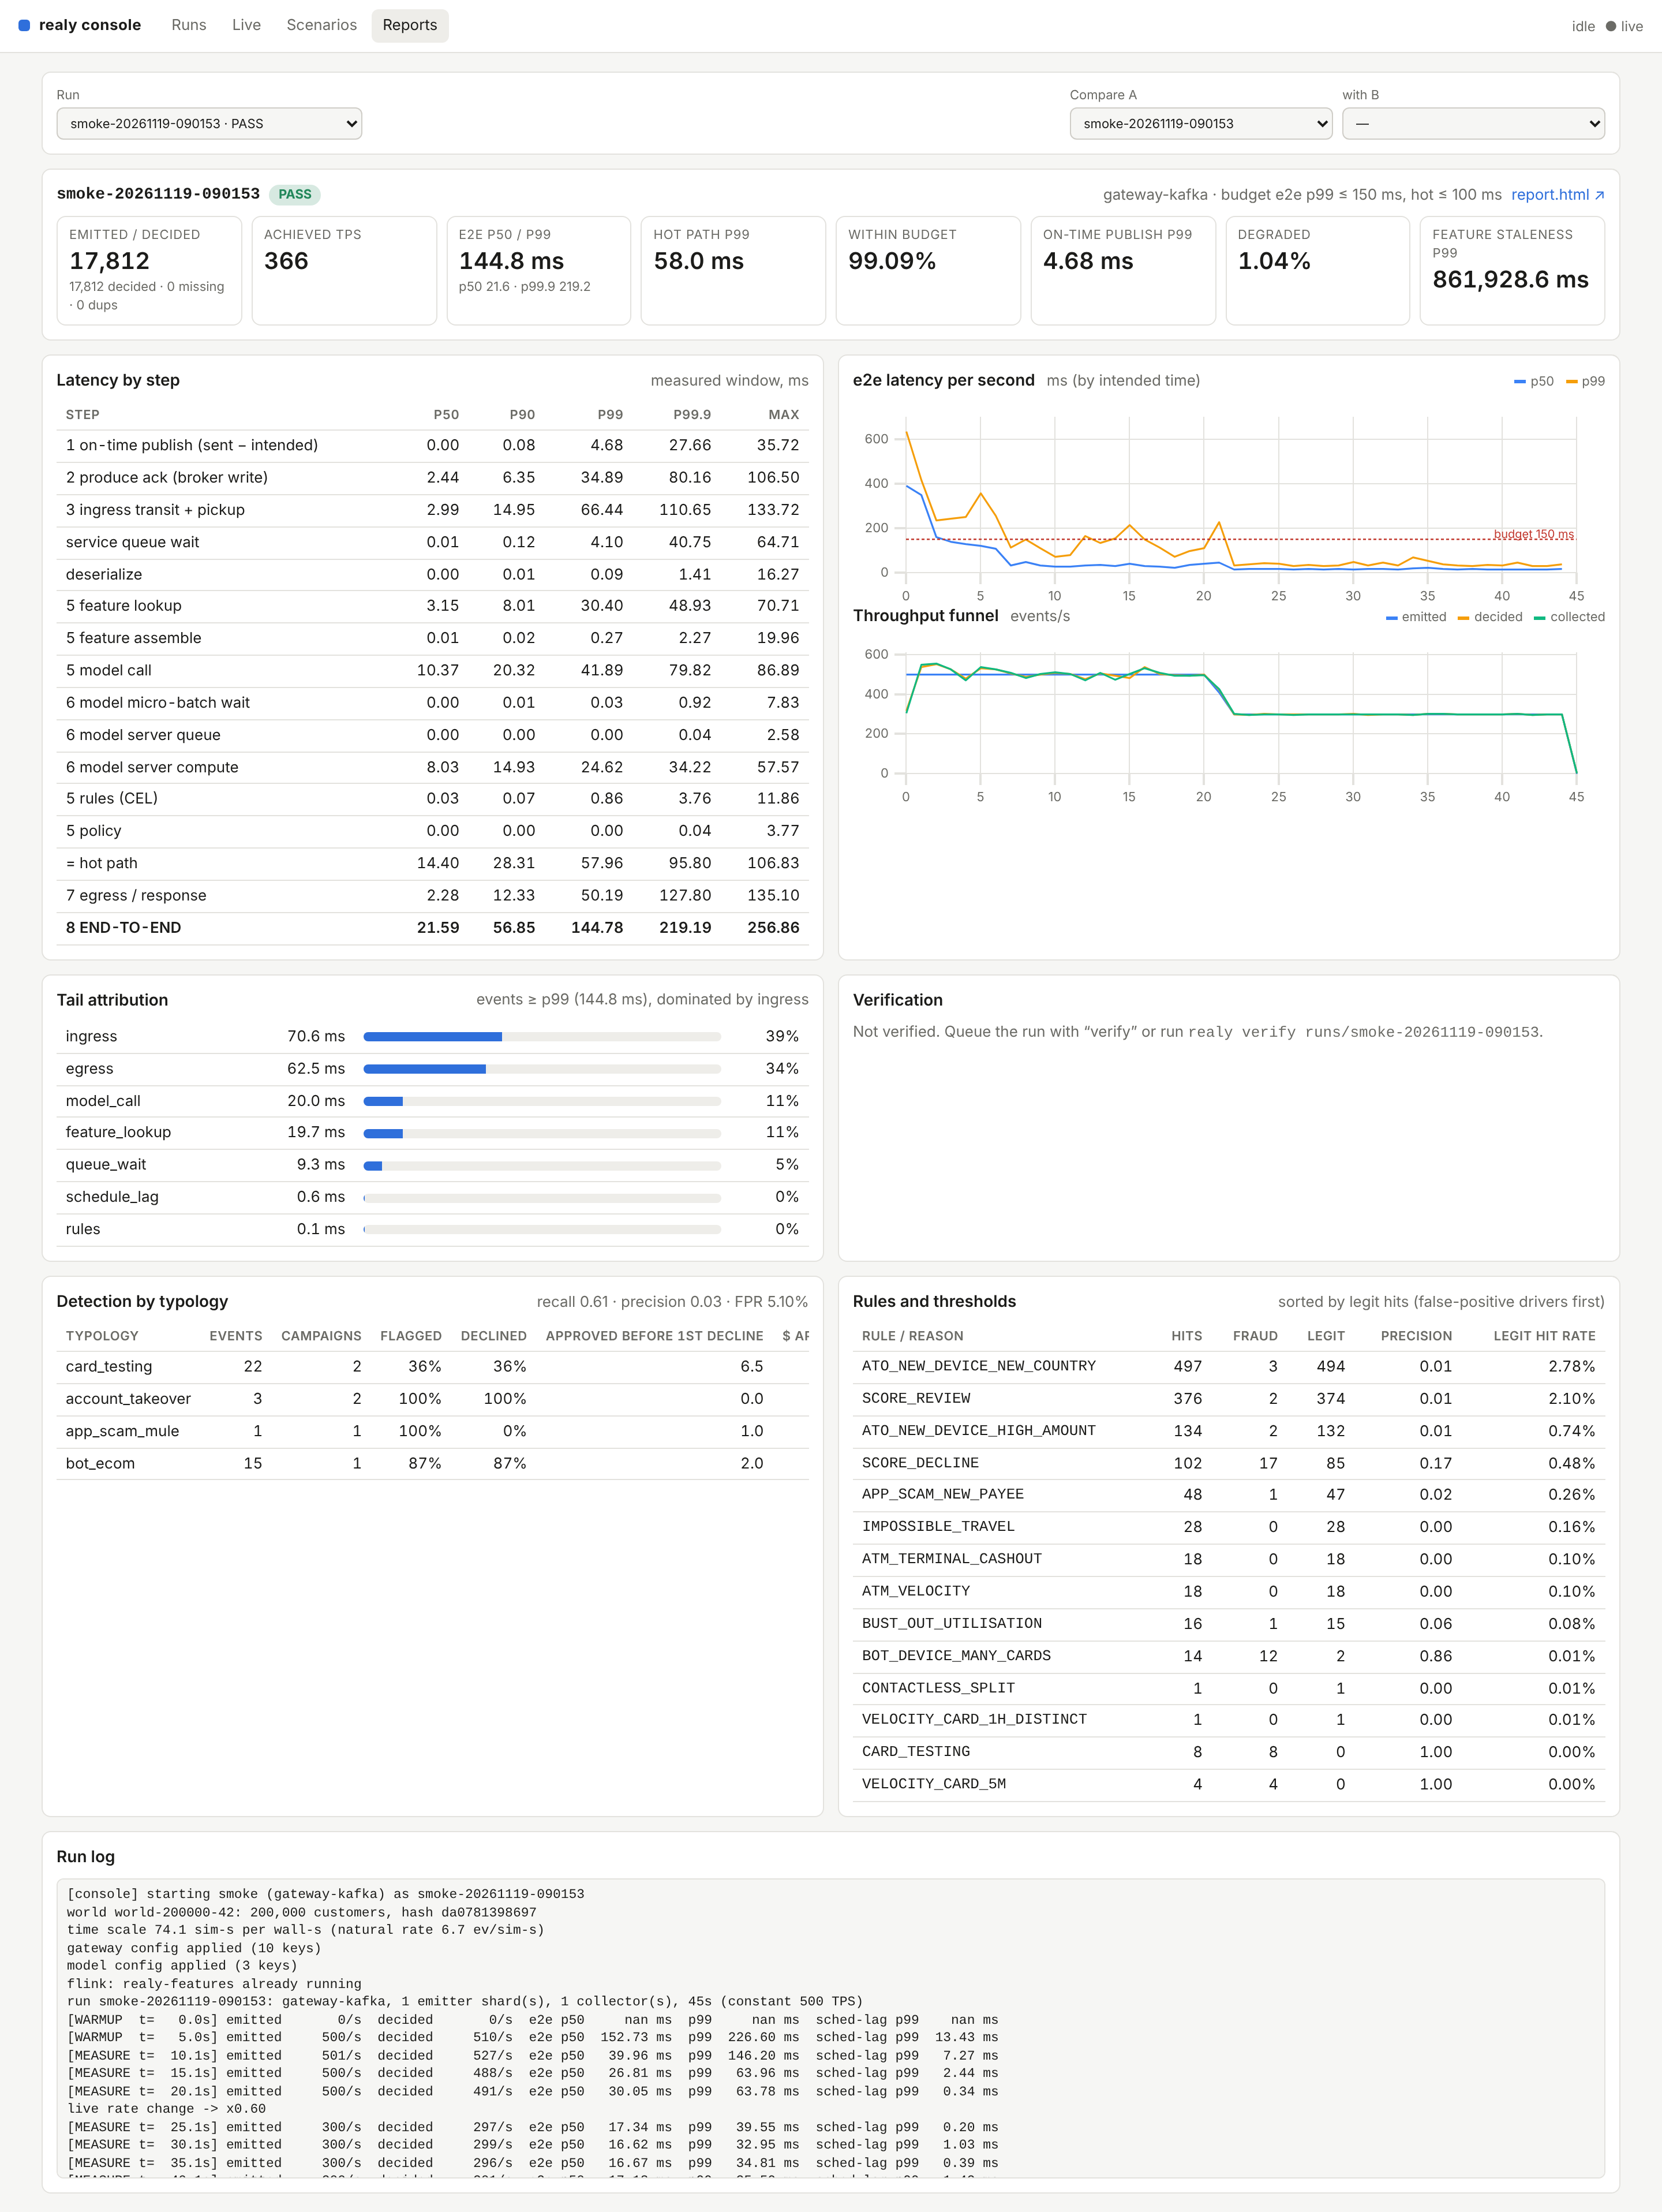 realy console Runs Live Scenarios Reports idle live
Run Compare A with B
smoke-20261119-090153 · PASS smoke-20261119-090153 —
smoke-20261119-090153 PASS gateway-kafka · budget e2e p99 ≤ 150 ms, hot ≤ 100 ms report.html ↗
EMITTED / DECIDED
17,812
17,812 decided · 0 missing
· 0 dups
ACHIEVED TPS
366
E2E P50 / P99
144.8 ms
p50 21.6 · p99.9 219.2
HOT PATH P99
58.0 ms
WITHIN BUDGET
99.09%
ON-TIME PUBLISH P99
4.68 ms
DEGRADED
1.04%
FEATURE STALENESS
P99
861,928.6 ms
Latency by step measured window, ms
STEP P50 P90 P99 P99.9 MAX
1 on-time publish (sent − intended) 0.00 0.08 4.68 27.66 35.72
2 produce ack (broker write) 2.44 6.35 34.89 80.16 106.50
3 ingress transit + pickup 2.99 14.95 66.44 110.65 133.72
service queue wait 0.01 0.12 4.10 40.75 64.71
deserialize 0.00 0.01 0.09 1.41 16.27
5 feature lookup 3.15 8.01 30.40 48.93 70.71
5 feature assemble 0.01 0.02 0.27 2.27 19.96
5 model call 10.37 20.32 41.89 79.82 86.89
6 model micro-batch wait 0.00 0.01 0.03 0.92 7.83
6 model server queue 0.00 0.00 0.00 0.04 2.58
6 model server compute 8.03 14.93 24.62 34.22 57.57
5 rules (CEL) 0.03 0.07 0.86 3.76 11.86
5 policy 0.00 0.00 0.00 0.04 3.77
= hot path 14.40 28.31 57.96 95.80 106.83
7 egress / response 2.28 12.33 50.19 127.80 135.10
8 END-TO-END 21.59 56.85 144.78 219.19 256.86
e2e latency per second ms (by intended time) p50 p99
600
400
200
budget 150 ms
0
0 5 10 15 20 25 30 35 40 45
Throughput funnel events/s emitted decided collected
600
400
200
0
0 5 10 15 20 25 30 35 40 45
Tail attribution events ≥ p99 (144.8 ms), dominated by ingress
ingress 70.6 ms 39%
egress 62.5 ms 34%
model_call 20.0 ms 11%
feature_lookup 19.7 ms 11%
queue_wait 9.3 ms 5%
schedule_lag 0.6 ms 0%
rules 0.1 ms 0%
Verification
Not verified. Queue the run with “verify” or run realy verify runs/smoke-20261119-090153.
Detection by typology recall 0.61 · precision 0.03 · FPR 5.10%
TYPOLOGY EVENTS CAMPAIGNS FLAGGED DECLINED APPROVED BEFORE 1ST DECLINE $
card_testing 22 2 36% 36% 6.5
account_takeover 3 2 100% 100% 0.0
app_scam_mule 1 1 100% 0% 1.0
bot_ecom 15 1 87% 87% 2.0
Rules and thresholds sorted by legit hits (false-positive drivers first)
RULE / REASON HITS FRAUD LEGIT PRECISION LEGIT HIT RATE
ATO_NEW_DEVICE_NEW_COUNTRY 497 3 494 0.01 2.78%
SCORE_REVIEW 376 2 374 0.01 2.10%
ATO_NEW_DEVICE_HIGH_AMOUNT 134 2 132 0.01 0.74%
SCORE_DECLINE 102 17 85 0.17 0.48%
APP_SCAM_NEW_PAYEE 48 1 47 0.02 0.26%
IMPOSSIBLE_TRAVEL 28 0 28 0.00 0.16%
ATM_TERMINAL_CASHOUT 18 0 18 0.00 0.10%
ATM_VELOCITY 18 0 18 0.00 0.10%
BUST_OUT_UTILISATION 16 1 15 0.06 0.08%
BOT_DEVICE_MANY_CARDS 14 12 2 0.86 0.01%
CONTACTLESS_SPLIT 1 0 1 0.00 0.01%
VELOCITY_CARD_1H_DISTINCT 1 0 1 0.00 0.01%
CARD_TESTING 8 8 0 1.00 0.00%
VELOCITY_CARD_5M 4 4 0 1.00 0.00%
Run log
[console] starting smoke (gateway-kafka) as smoke-20261119-090153
world world-200000-42: 200,000 customers, hash da0781398697
time scale 74.1 sim-s per wall-s (natural rate 6.7 ev/sim-s)
gateway config applied (10 keys)
model config applied (3 keys)
flink: realy-features already running
run smoke-20261119-090153: gateway-kafka, 1 emitter shard(s), 1 collector(s), 45s (constant 500 TPS)
[WARMUP t= 0.0s] emitted 0/s decided 0/s e2e p50 nan ms p99 nan ms sched-lag p99 nan ms
[WARMUP t= 5.0s] emitted 500/s decided 510/s e2e p50 152.73 ms p99 226.60 ms sched-lag p99 13.43 ms
[MEASURE t= 10.1s] emitted 501/s decided 527/s e2e p50 39.96 ms p99 146.20 ms sched-lag p99 7.27 ms
[MEASURE t= 15.1s] emitted 500/s decided 488/s e2e p50 26.81 ms p99 63.96 ms sched-lag p99 2.44 ms
[MEASURE t= 20.1s] emitted 500/s decided 491/s e2e p50 30.05 ms p99 63.78 ms sched-lag p99 0.34 ms
live rate change -> x0.60
[MEASURE t= 25.1s] emitted 300/s decided 297/s e2e p50 17.34 ms p99 39.55 ms sched-lag p99 0.20 ms
[MEASURE t= 30.1s] emitted 300/s decided 299/s e2e p50 16.62 ms p99 32.95 ms sched-lag p99 1.03 ms
[MEASURE t= 35.1s] emitted 300/s decided 296/s e2e p50 16.67 ms p99 34.81 ms sched-lag p99 0.39 ms